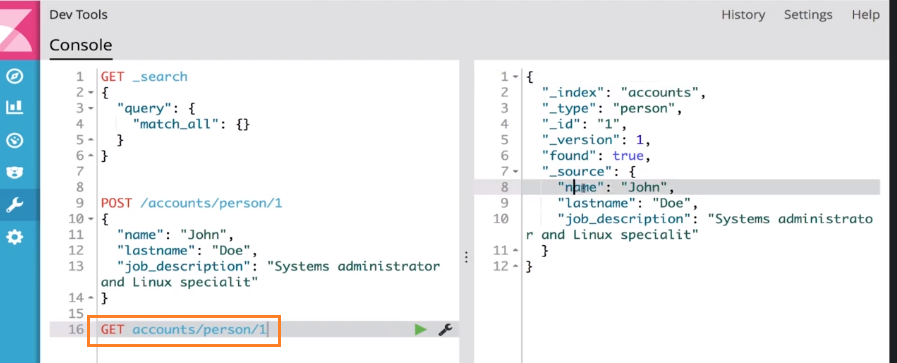 Dev Tools
History Settings Help
Console
1 GET _search
2 {
3 "query": {
4 "match_all": {}
5 }
6 }
7
8
9 POST /accounts/person/1
10 {
11 "name": "John",
12 "lastname": "Doe",
13 "job_description": "Systems administrator
and Linux specialit"
14 }
15
16 GET accounts/person/1
1 {
2 "_index": "accounts",
3 "_type": "person",
4 "_id": "1",
5 "_version": 1,
6 "found": true,
7 "_source": {
8 "name": "John",
9 "lastname": "Doe",
10 "job_description": "Systems administrato
r and Linux specialit"
11 }
12 }